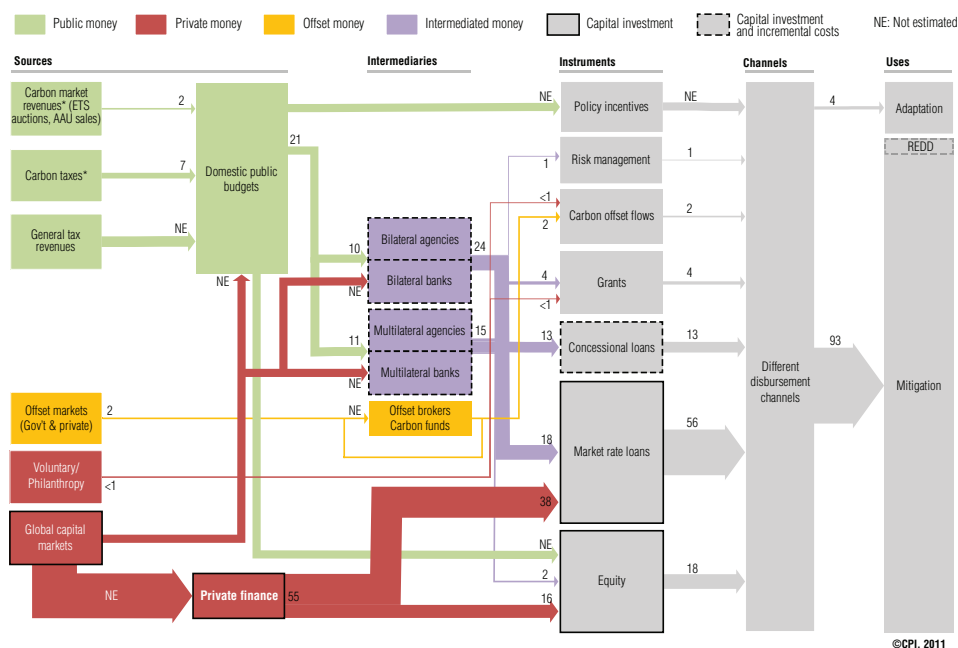 Public money
Private money
Offset money
Intermediated money
Capital investment
Capital investment
and incremental costs
NE: Not estimated
Sources
Intermediaries
Instruments
Channels
Uses
Carbon market
revenues* (ETS
auctions, AAU sales)
2
Carbon taxes*
7
General tax
revenues
NE
Domestic public
budgets
21
NE
Offset markets
(Gov't & private)
2
Voluntary/
Philanthropy
<1
Global capital
markets
NE
Private finance
55
10
Bilateral agencies
24
Bilateral banks
NE
11
Multilateral agencies
15
Multilateral banks
NE
NE
Offset brokers
Carbon funds
NE
Policy incentives
NE
1
Risk management
1
<1
Carbon offset flows
2
2
4
Grants
4
<1
13
Concessional loans
13
18
Market rate loans
56
38
NE
Equity
2
18
16
Different
disbursement
channels
4
93
Adaptation
REDD
Mitigation
©CPI, 2011